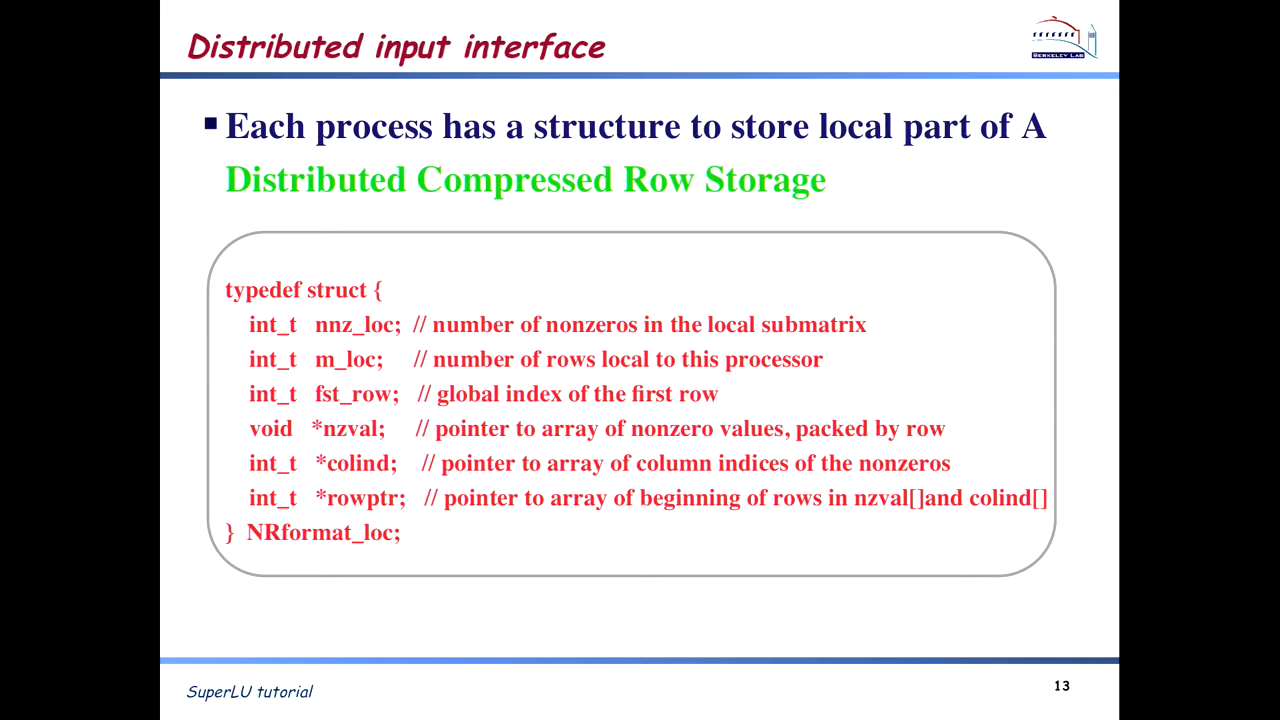 Distributed input interface
BERKELEY LAB
▪ Each process has a structure to store local part of A
Distributed Compressed Row Storage
typedef struct {
int_t nnz_loc; // number of nonzeros in the local submatrix
int_t m_loc; // number of rows local to this processor
int_t fst_row; // global index of the first row
void *nzval; // pointer to array of nonzero values, packed by row
int_t *colind; // pointer to array of column indices of the nonzeros
int_t *rowptr; // pointer to array of beginning of rows in nzval[]and colind[]
} NRformat_loc;
SuperLU tutorial
13